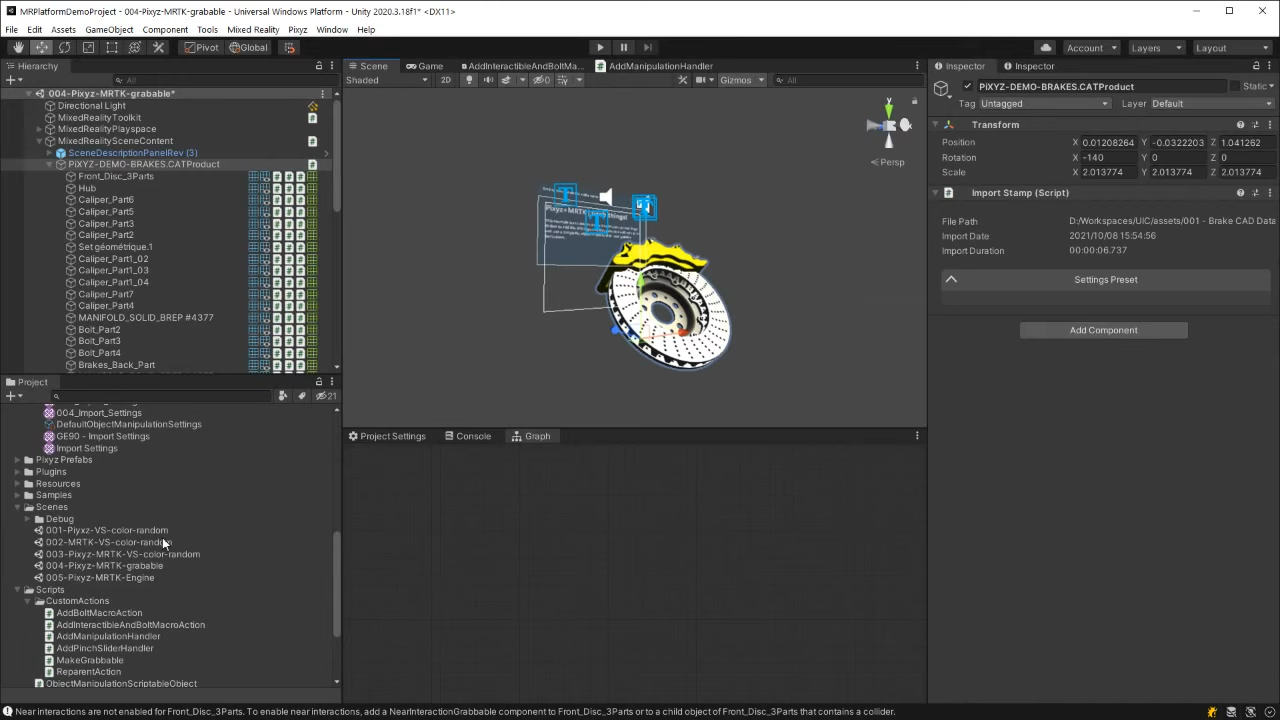 MRPlatformDemoProject - 004-Pixyz-MRTK-grabable - Universal Windows Platform - Unity 2020.3.18f1* <DX11>
File Edit Assets GameObject Component Tools Mixed Reality Pixyz Window Help
Pivot Global Account Layers Layout
Hierarchy Scene Game AddInteractibleAndBoltMa... AddManipulationHandler Inspector Inspector
All Shaded 2D 0 Gizmos All PIXYZ-DEMO-BRAKES.CATProduct Static
004-Pixyz-MRTK-grabable*
Tag Untagged Layer Default
Directional Light
MixedRealityToolkit
MixedRealityPlayspace
MixedRealitySceneContent
SceneDescriptionPanelRev (3)
PiXYZ-DEMO-BRAKES.CATProduct
Front_Disc_3Parts
Hub
Caliper_Part6
Caliper_Part5
Caliper_Part3
Caliper_Part2
Setgéométrique.1
Caliper_Part1_02
Caliper_Part1_03
Caliper_Part1_04
Caliper_Part7
Caliper_Part4
MANIFOLD_SOLID_BREP #4377
Bolt_Part2
Bolt_Part3
Bolt_Part4
Brakes_Back_Part
y
Persp
Transform
Position X 0.01208264 Y -0.0322203 Z 1.041262
Rotation X -140 Y 0 Z 0
Scale X 2.013774 Y 2.013774 Z 2.013774
Import Stamp (Script)
File Path D:/Workspaces/UIC/assets/001 - Brake CAD D
Import Date 2021/10/08 15:54:56
Import Duration 00:00:06.737
Settings Preset
Add Component
Project
21
004_Import_Settings
DefaultObjectManipulationSettings
GE90 - Import Settings
Import Settings
Pixyz Prefabs
Plugins
Resources
Samples
Scenes
Debug
001-Piyxz-VS-color-random
002-MRTK-VS-color-random
003-Pixyz-MRTK-VS-color-random
004-Pixyz-MRTK-grabable
005-Pixyz-MRTK-Engine
Scripts
CustomActions
AddBoltMacroAction
AddInteractibleAndBoltMacroAction
AddManipulationHandler
AddPinchSliderHandler
MakeGrabbable
ReparentAction
ObjectManipulationScriptableObject
Project Settings Console Graph
Near interactions are not enabled for Front_Disc_3Parts. To enable near interactions, add a NearInteractionGrabbable component to Front_Disc_3Parts or to a child object of Front_Disc_3Parts that contains a collider.